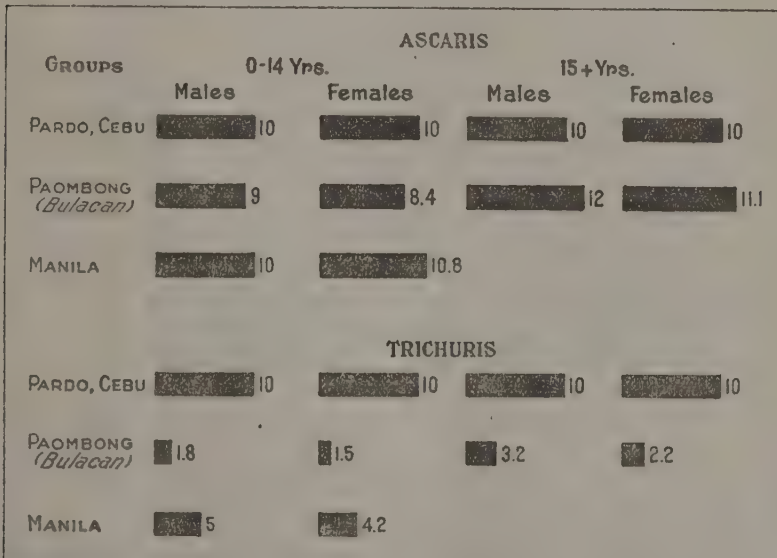 ASCARIS
GROUPS 0-14 Yrs. 15+Yrs.
Males Females Males Females
PARDO, CEBU 10 10 10 10
PAOMBONG
(Bulacan) 9 8.4 12 11.1
MANILA 10 10.8
TRICHURIS
PARDO, CEBU 10 10 10 10
PAOMBONG
(Bulacan) 1.8 1.5 3.2 2.2
MANILA 5 4.2